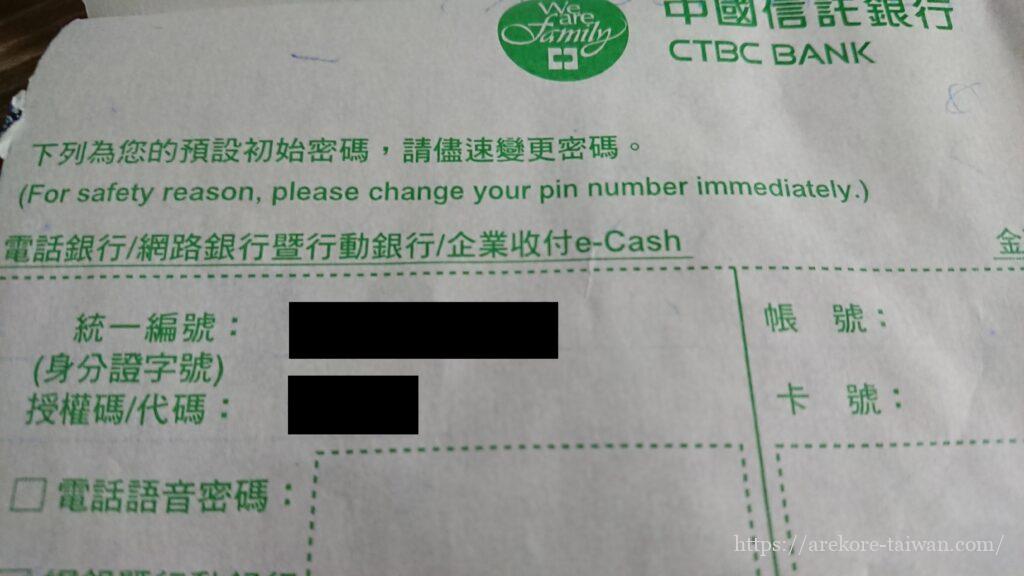 We are Family
中國信託銀行
CTBC BANK
下列為您的預設初始密碼，請儘速變更密碼。
(For safety reason, please change your pin number immediately.)
電話銀行/網路銀行暨行動銀行/企業收付e-Cash
金
統一編號：
(身分證字號)
授權碼/代碼：
帳 號：
卡 號：
□ 電話語音密碼：
https://arekore-taiwan.com/